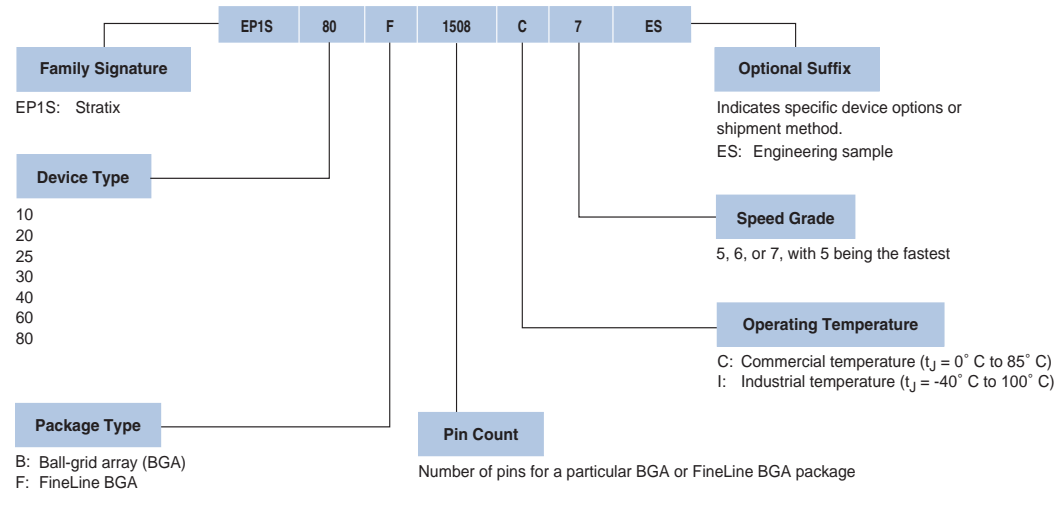 EP1S 80 F 1508 C 7 ES
Family Signature
EP1S: Stratix
Device Type
10
20
25
30
40
60
80
Package Type
B: Ball-grid array (BGA)
F: FineLine BGA
Pin Count
Number of pins for a particular BGA or FineLine BGA package
Optional Suffix
Indicates specific device options or
shipment method.
ES: Engineering sample
Speed Grade
5, 6, or 7, with 5 being the fastest
Operating Temperature
C: Commercial temperature (tJ = 0˚ C to 85˚ C)
I: Industrial temperature (tJ = -40˚ C to 100˚ C)